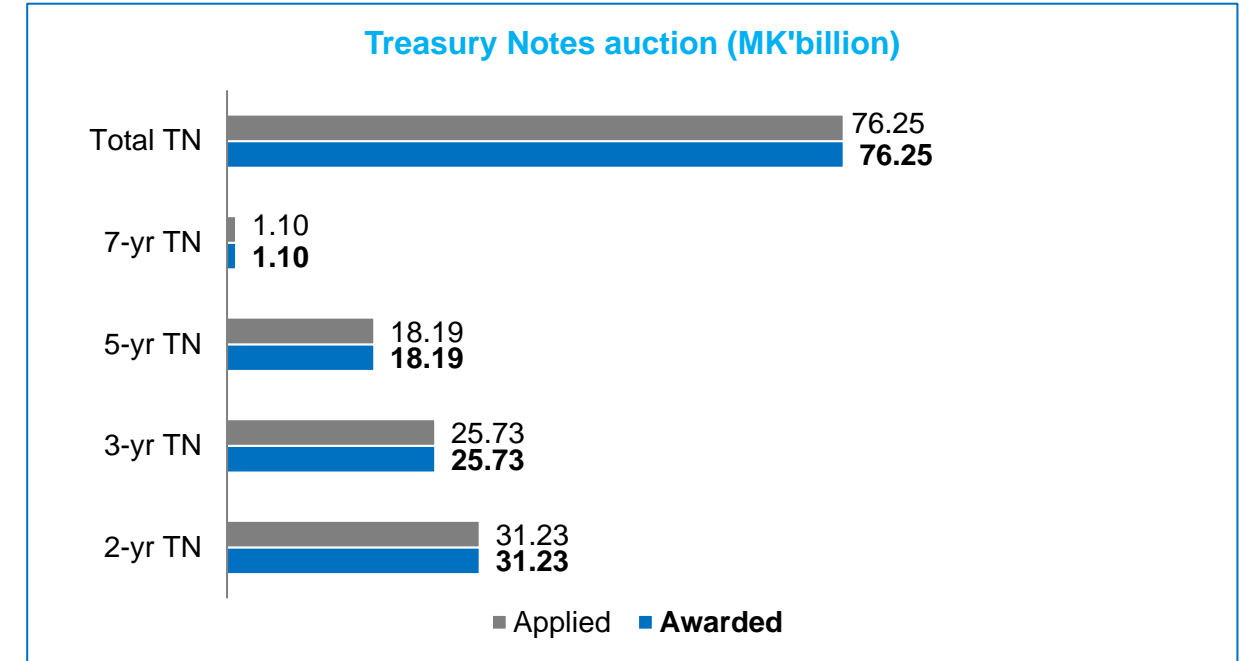 Treasury Notes auction (MK'billion)
Total TN
76.25
76.25
7-yr TN
1.10
1.10
5-yr TN
18.19
18.19
3-yr TN
25.73
25.73
2-yr TN
31.23
31.23
Applied Awarded